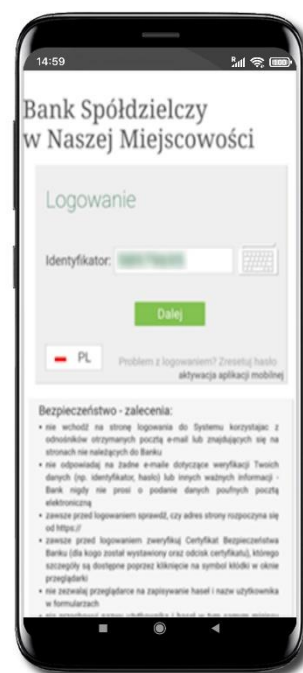 14:59
Bank Spółdzielczy
w Naszej Miejscowości
Logowanie
Identyfikator:
Dalej
PL
Problem z logowaniem? Zresetuj hasło
aktywacja aplikacji mobilnej
Bezpieczeństwo - zalecenia:
• nie wchodź na stronę logowania do Systemu korzystając z
odnośników otrzymanych pocztą e-mail lub znajdujących się na
stronach nie należących do Banku
• nie odpowiadaj na żadne e-maile dotyczące weryfikacji Twoich
danych (np. identyfikator, hasło) lub innych ważnych informacji -
Bank nigdy nie prosi o podanie danych poufnych pocztą
elektroniczną
• zawsze przed logowaniem sprawdź, czy adres strony rozpoczyna się
od https://
• zawsze przed logowaniem zweryfikuj Certyfikat Bezpieczeństwa
Banku (dla kogo został wystawiony oraz odcisk certyfikatu), którego
szczegóły są dostępne poprzez kliknięcie na symbol kłódki w oknie
przeglądarki
• nie zezwalaj przeglądarce na zapisywanie haseł i nazw użytkownika
w formularzach